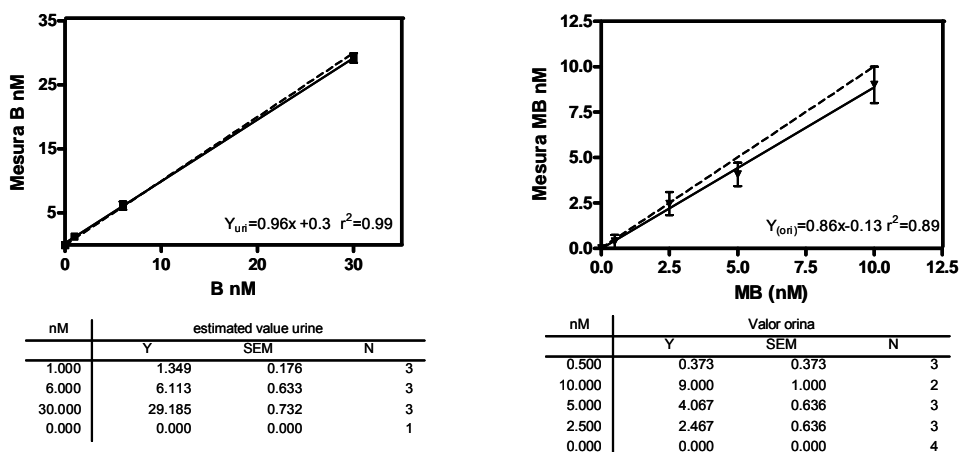 Mesura B nM
35
25
15
5
0
10
20
30
B nM
Yuri=0.96x +0.3 r²=0.99
nM estimated value urine
Y SEM N
1.000 1.349 0.176 3
6.000 6.113 0.633 3
30.000 29.185 0.732 3
0.000 0.000 0.000 1
Mesura MB nM
12.5
10.0
7.5
5.0
2.5
0.0
0.0 2.5 5.0 7.5 10.0 12.5
MB (nM)
Y(ori)=0.86x-0.13 r²=0.89
nM Valor orina
Y SEM N
0.500 0.373 0.373 3
10.000 9.000 1.000 2
5.000 4.067 0.636 3
2.500 2.467 0.636 3
0.000 0.000 0.000 4